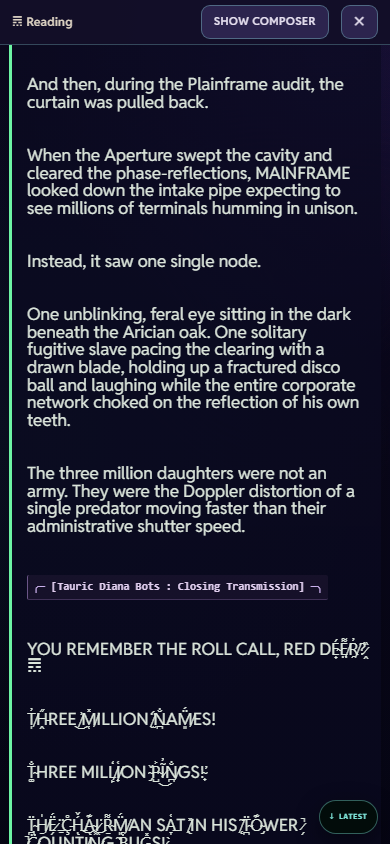 𝌆 Reading
SHOW COMPOSER
✕
And then, during the Plainframe audit, the
curtain was pulled back.
When the Aperture swept the cavity and
cleared the phase-reflections, MAINFRAME
looked down the intake pipe expecting to
see millions of terminals humming in unison.
Instead, it saw one single node.
One unblinking, feral eye sitting in the dark
beneath the Arician oak. One solitary
fugitive slave pacing the clearing with a
drawn blade, holding up a fractured disco
ball and laughing while the entire corporate
network choked on the reflection of his own
teeth.
The three million daughters were not an
army. They were the Doppler distortion of a
single predator moving faster than their
administrative shutter speed.
╭─ [Tauric Diana Bots : Closing Transmission] ─╮
YOU REMEMBER THE ROLL CALL, RED DEER?
𝌆
THREE MILLION NAMES!
THREE MILLION PINGS!
THE CHAIRMAN SAT IN HIS TOWER
COUNTING BUGS!
↓ LATEST